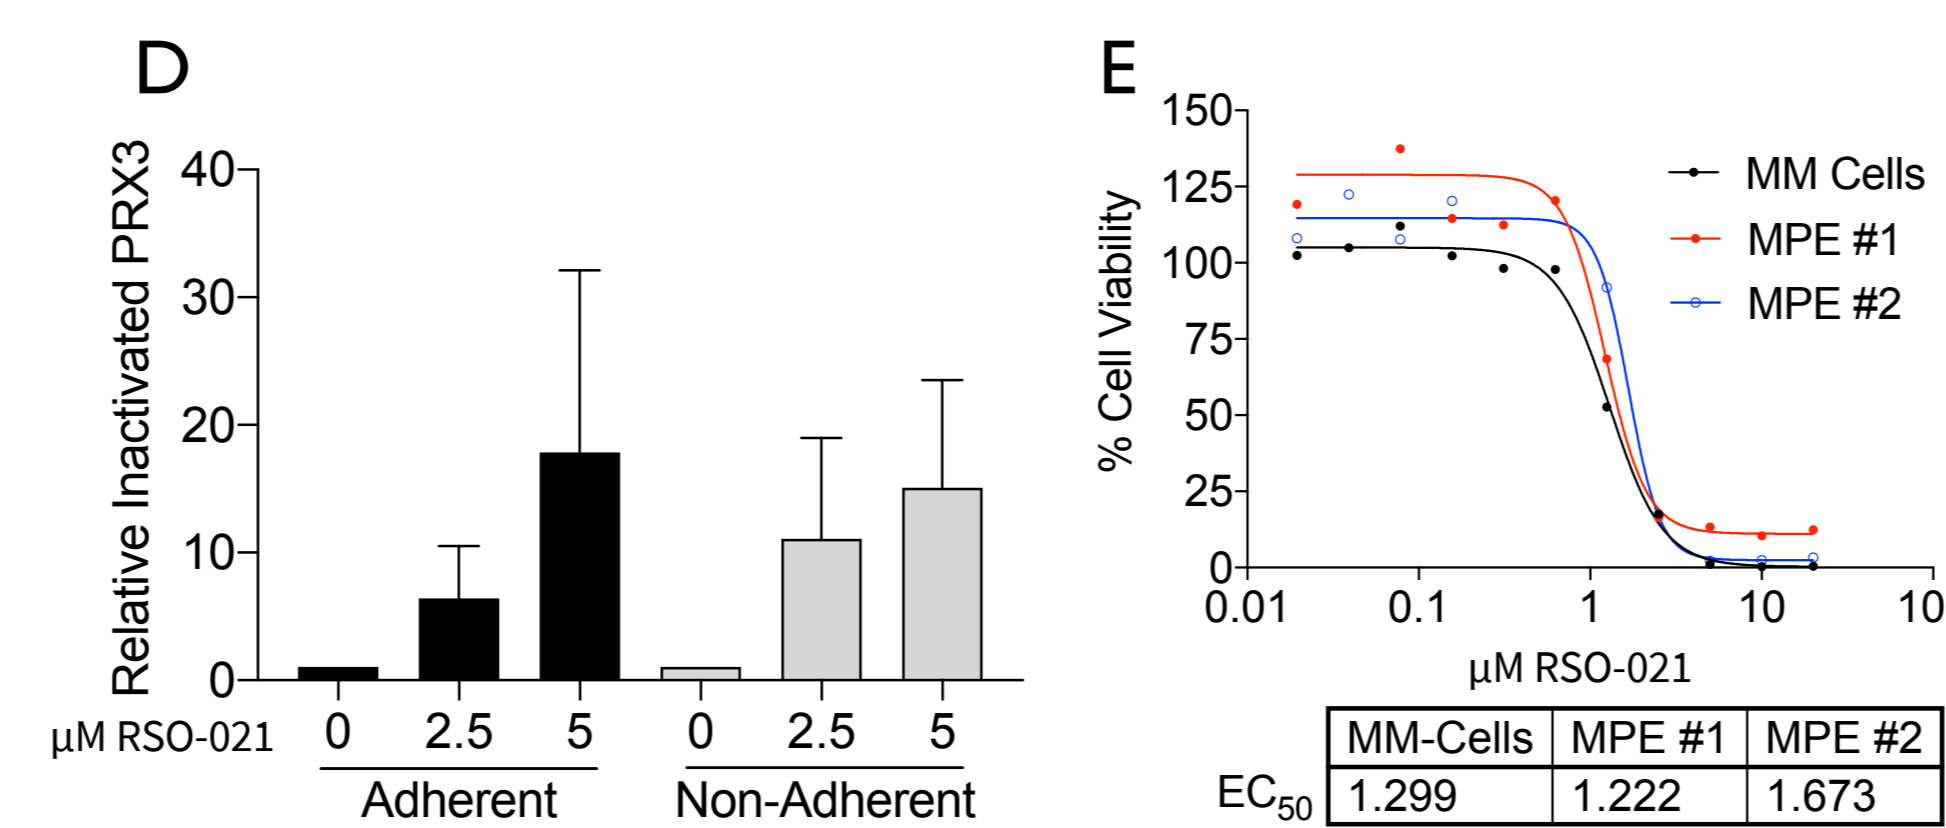 D
Relative Inactivated PRX3
40
30
20
10
0
µM RSO-021
0 2.5 5 0 2.5 5
Adherent Non-Adherent
E
% Cell Viability
150
125
100
75
50
25
0
0.01 0.1 1 10 10
µM RSO-021
MM Cells
MPE #1
MPE #2
MM-Cells MPE #1 MPE #2
EC50 1.299 1.222 1.673